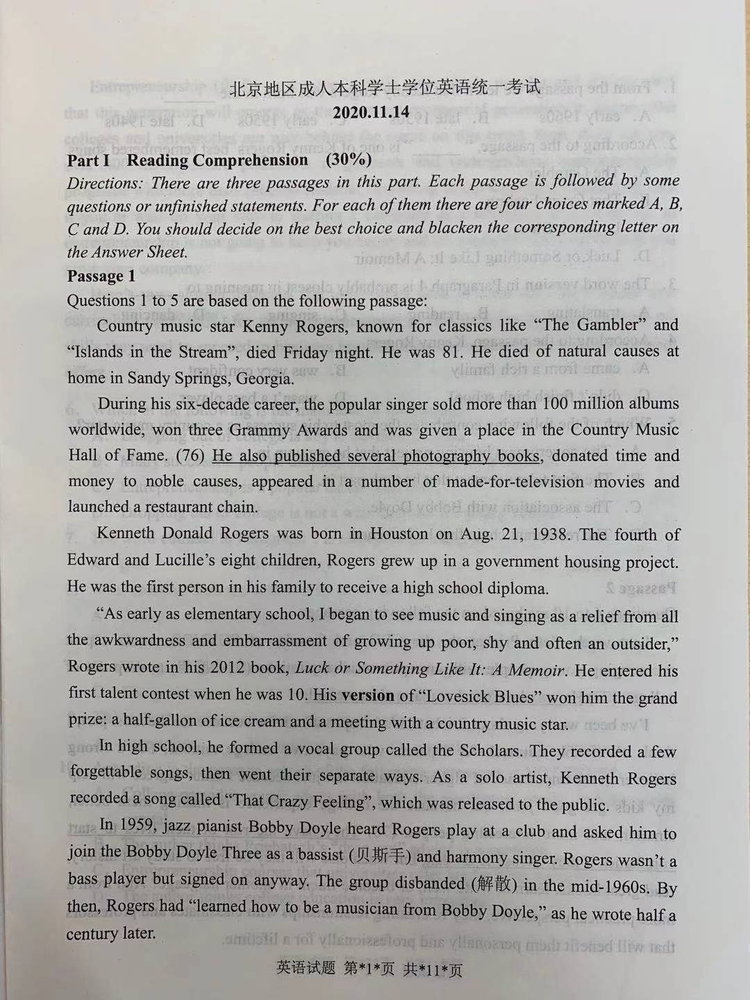 北京地区成人本科学士学位英语统一考试
2020.11.14
Part I Reading Comprehension (30%)
Directions: There are three passages in this part. Each passage is followed by some
questions or unfinished statements. For each of them there are four choices marked A, B,
C and D. You should decide on the best choice and blacken the corresponding letter on
the Answer Sheet.
Passage 1
Questions 1 to 5 are based on the following passage:
Country music star Kenny Rogers, known for classics like “The Gambler” and
“Islands in the Stream”, died Friday night. He was 81. He died of natural causes at
home in Sandy Springs, Georgia.
During his six-decade career, the popular singer sold more than 100 million albums
worldwide, won three Grammy Awards and was given a place in the Country Music
Hall of Fame. (76) He also published several photography books, donated time and
money to noble causes, appeared in a number of made-for-television movies and
launched a restaurant chain.
Kenneth Donald Rogers was born in Houston on Aug. 21, 1938. The fourth of
Edward and Lucille’s eight children, Rogers grew up in a government housing project.
He was the first person in his family to receive a high school diploma.
“As early as elementary school, I began to see music and singing as a relief from all
the awkwardness and embarrassment of growing up poor, shy and often an outsider,”
Rogers wrote in his 2012 book, Luck or Something Like It: A Memoir. He entered his
first talent contest when he was 10. His version of “Lovesick Blues” won him the grand
prize: a half-gallon of ice cream and a meeting with a country music star.
In high school, he formed a vocal group called the Scholars. They recorded a few
forgettable songs, then went their separate ways. As a solo artist, Kenneth Rogers
recorded a song called “That Crazy Feeling”, which was released to the public.
In 1959, jazz pianist Bobby Doyle heard Rogers play at a club and asked him to
join the Bobby Doyle Three as a bassist (贝斯手) and harmony singer. Rogers wasn’t a
bass player but signed on anyway. The group disbanded (解散) in the mid-1960s. By
then, Rogers had “learned how to be a musician from Bobby Doyle,” as he wrote half a
century later.
英语试题 第*1*页 共*11*页